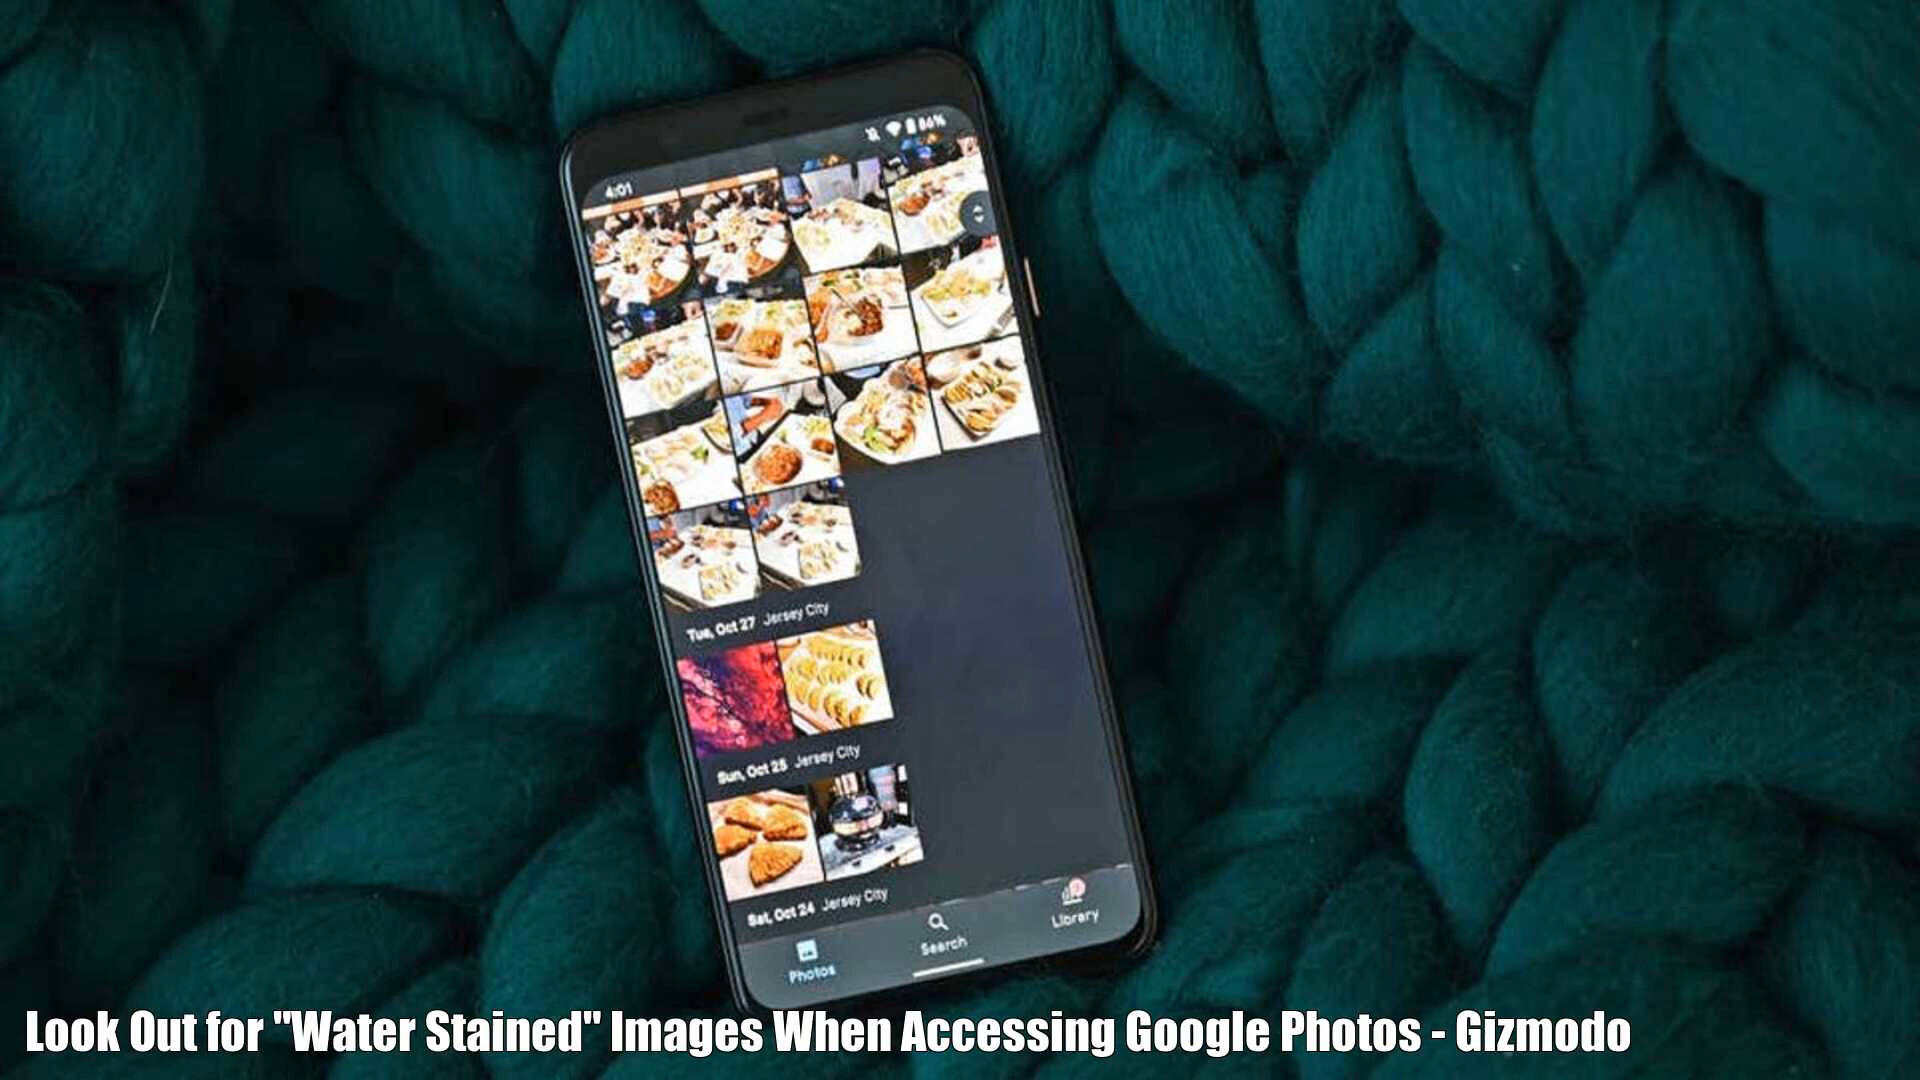 86%
4:01
Tue, Oct 27 Jersey City
Sun, Oct 25 Jersey City
Sat, Oct 24 Jersey City
Photos
Search
Library
Look Out for "Water Stained" Images When Accessing Google Photos - Gizmodo